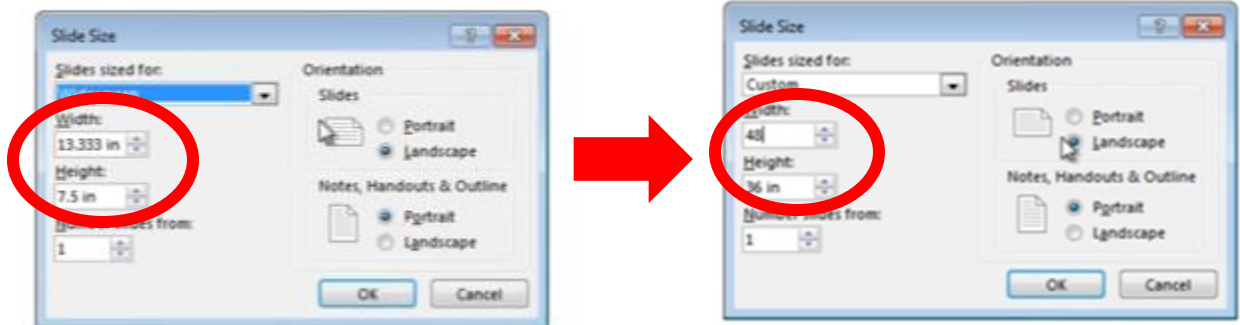 Slide Size
Slides sized for:
Width:
13.333 in
Height:
7.5 in
1
Orientation
Slides
Portrait
Landscape
Notes, Handouts & Outline
Portrait
Landscape
OK Cancel
Slide Size
Slides sized for:
Custom
Width:
48
Height:
36 in
Number slides from:
1
Orientation
Slides
Portrait
Landscape
Notes, Handouts & Outline
Portrait
Landscape
OK Cancel